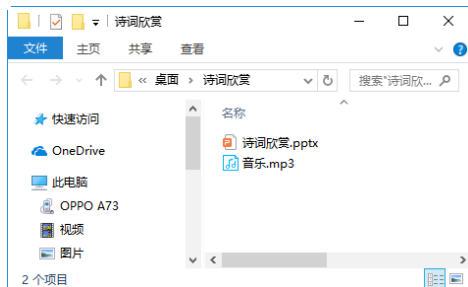 诗词欣赏
文件 主页 共享 查看
« 桌面 › 诗词欣赏
搜索"诗词欣...
快速访问
OneDrive
此电脑
OPPO A73
视频
图片
名称
诗词欣赏.pptx
音乐.mp3
2 个项目